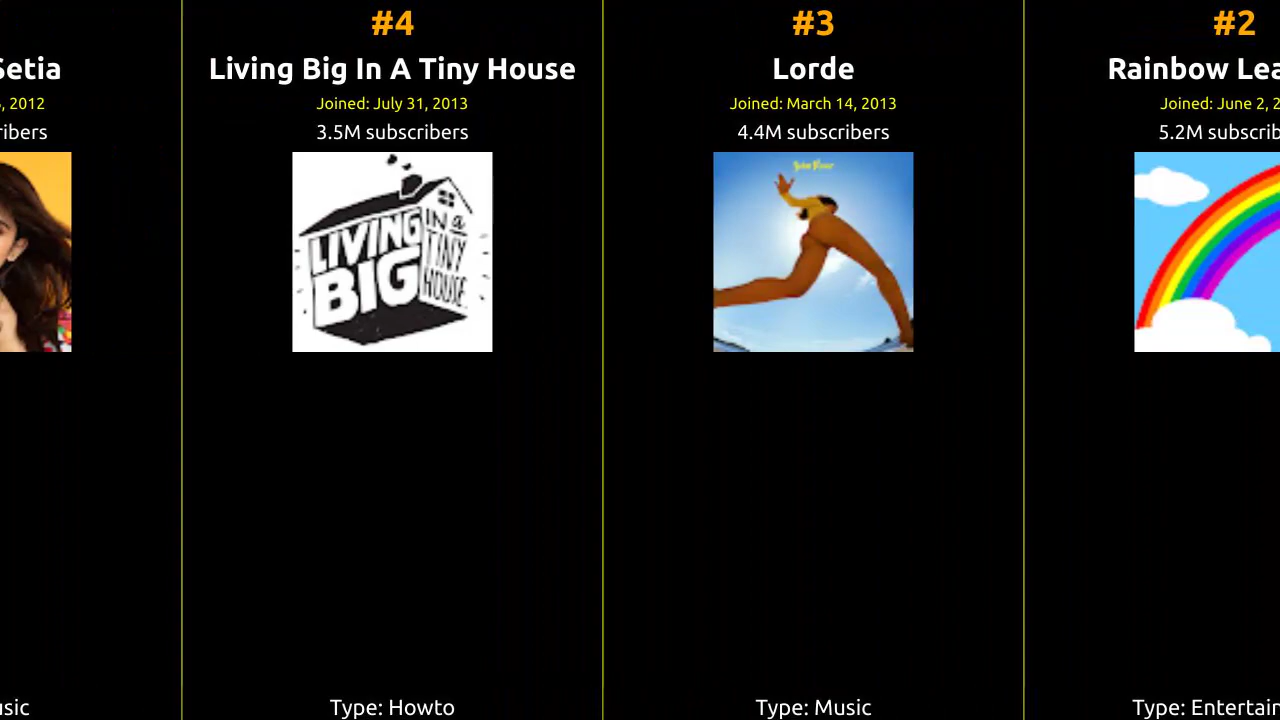 Setia
, 2012
ribers
usic
#4
Living Big In A Tiny House
Joined: July 31, 2013
3.5M subscribers
LIVING
BIG
IN a
TINY
HOUSE
Type: Howto
#3
Lorde
Joined: March 14, 2013
4.4M subscribers
Solar Power
Type: Music
#2
Rainbow Lea
Joined: June 2, 2
5.2M subscrib
Type: Entertain